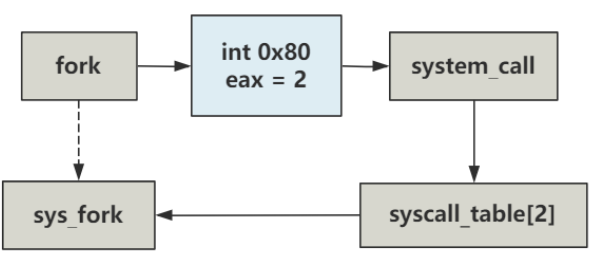 fork
int 0x80
eax = 2
system_call
sys_fork
syscall_table[2]